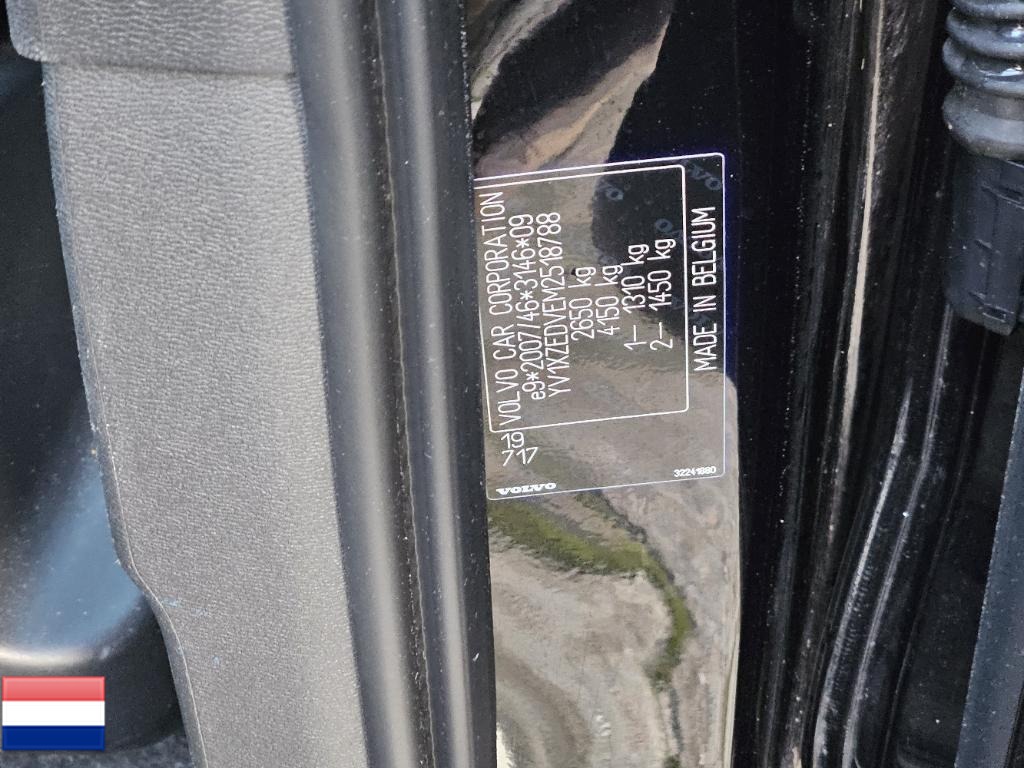 VOLVO CAR CORPORATION
e9*2007/46*3146*09
YV1XZEDVEM2518788
2650 kg
4150 kg
1— 1310 kg
2— 1450 kg
MADE IN BELGIUM
719
717
VOLVO
32241880